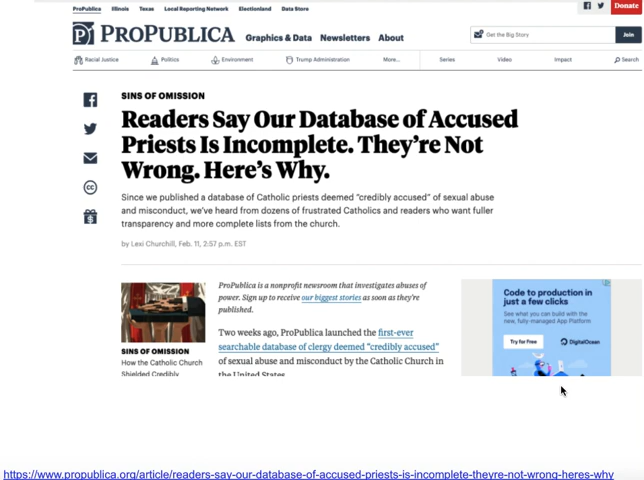 ProPublica Illinois Texas Local Reporting Network Electionland Data Store
Donate
PROPUBLICA Graphics & Data Newsletters About
Get the Big Story Join
Racial Justice Politics Environment Trump Administration More... Series Video Impact Search
SINS OF OMISSION
Readers Say Our Database of Accused
Priests Is Incomplete. They're Not
Wrong. Here's Why.
Since we published a database of Catholic priests deemed "credibly accused" of sexual abuse
and misconduct, we've heard from dozens of frustrated Catholics and readers who want fuller
transparency and more complete lists from the church.
by Lexi Churchill, Feb. 11, 2:57 p.m. EST
ProPublica is a nonprofit newsroom that investigates abuses of
power. Sign up to receive our biggest stories as soon as they're
published.
Two weeks ago, ProPublica launched the first-ever
searchable database of clergy deemed "credibly accused"
of sexual abuse and misconduct by the Catholic Church in
the United States
SINS OF OMISSION
How the Catholic Church
Shielded Credibly
Code to production in
just a few clicks
See what you can build with the
new, fully-managed App Platform
Try for Free DigitalOcean
https://www.propublica.org/article/readers-say-our-database-of-accused-priests-is-incomplete-theyre-not-wrong-heres-why